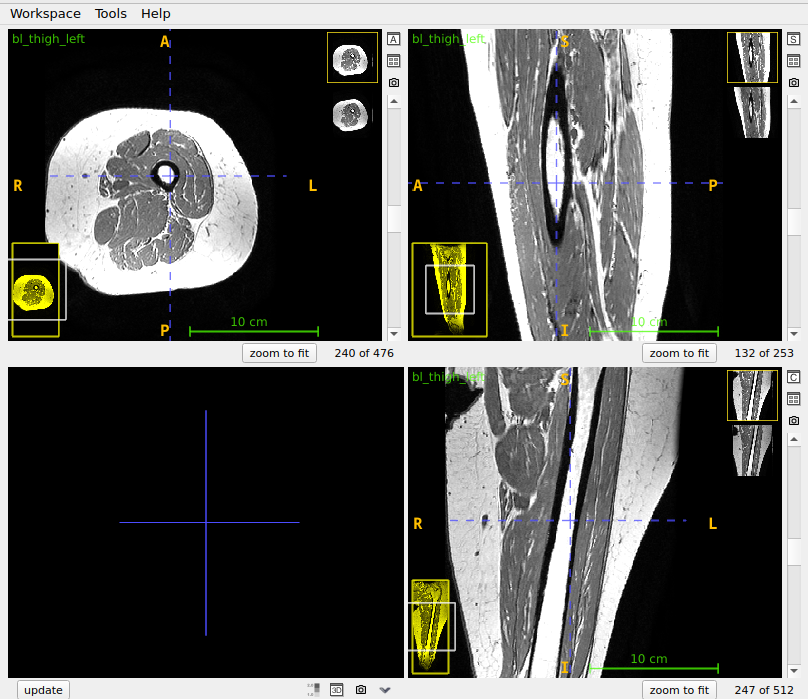 Workspace Tools Help
bl_thigh_left
A
A
R
L
10 cm
P
zoom to fit
240 of 476
bl_thigh_left
S
S
A
P
10 cm
I
zoom to fit
132 of 253
update
3D
bl_thigh_left
S
C
R
L
10 cm
I
zoom to fit
247 of 512